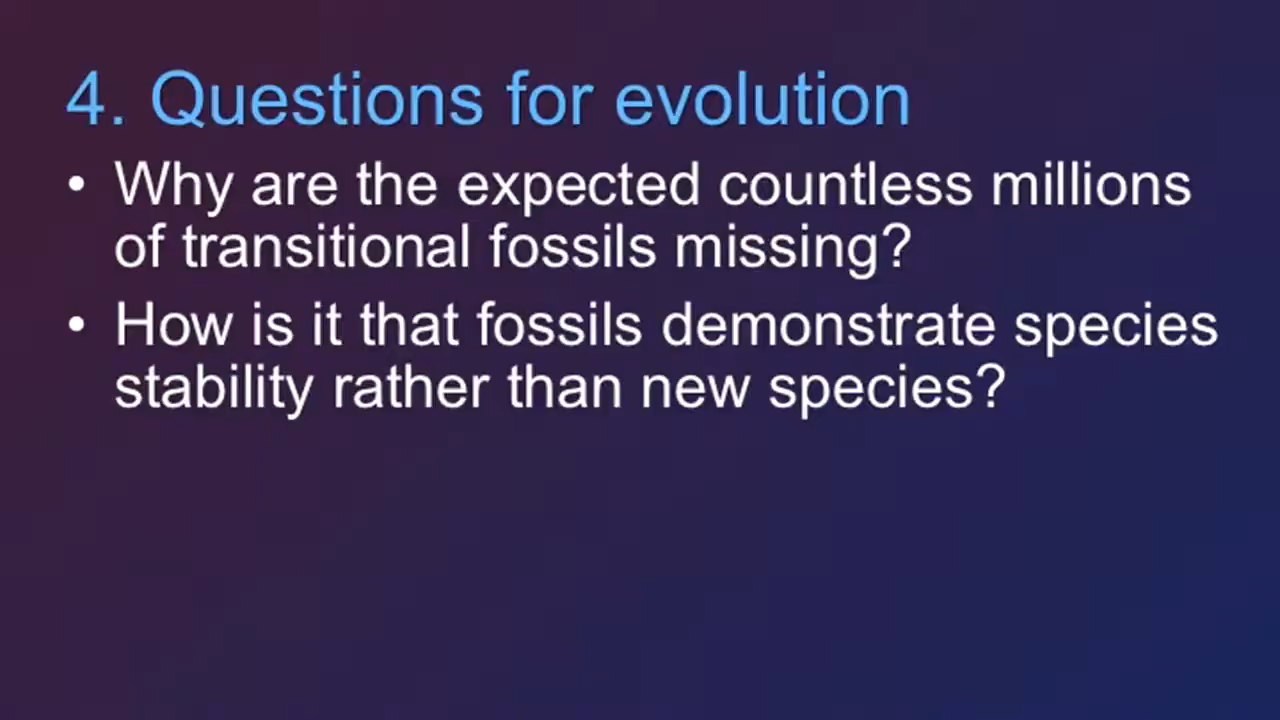 4. Questions for evolution
• Why are the expected countless millions
of transitional fossils missing?
• How is it that fossils demonstrate species
stability rather than new species?